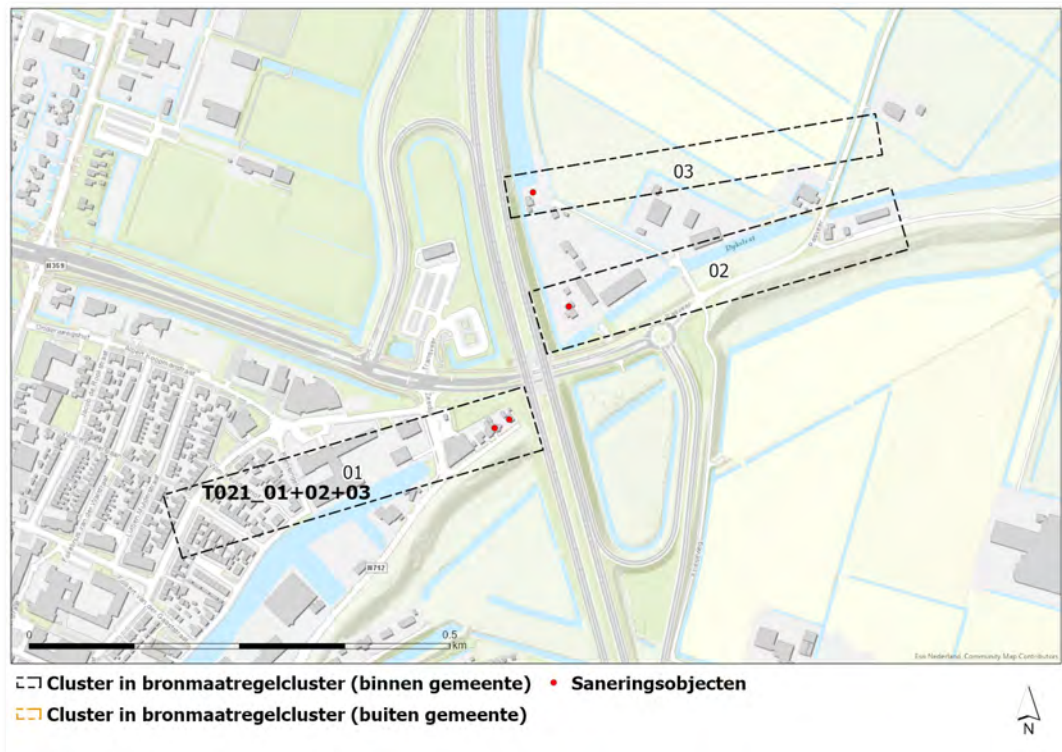 03
02
Dykstaat
N359
01
T021_01+02+03
N712
0
0.5
km
Esri Nederland, Community Map Contributors
Cluster in bronmaatregelcluster (binnen gemeente)
Saneringsobjecten
Cluster in bronmaatregelcluster (buiten gemeente)
N